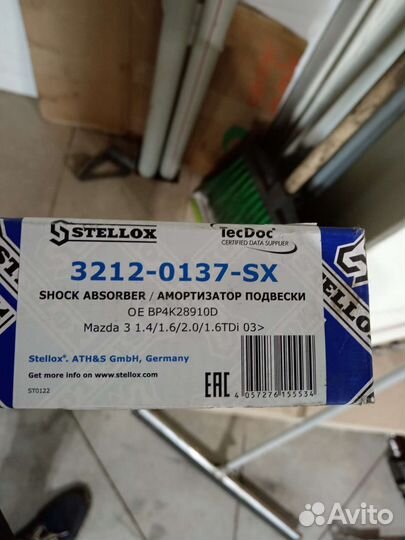 STELLOX
TecDoc
CERTIFIED DATA SUPPLIER
3212-0137-SX
SHOCK ABSORBER / АМОРТИЗАТОР ПОДВЕСКИ
OE BP4K28910D
Mazda 3 1.4/1.6/2.0/1.6TDi 03>
Stellox®. ATH&S GmbH, Germany
Get more info on www.stellox.com
ST0122
EAC
4 057276 155534
Avito